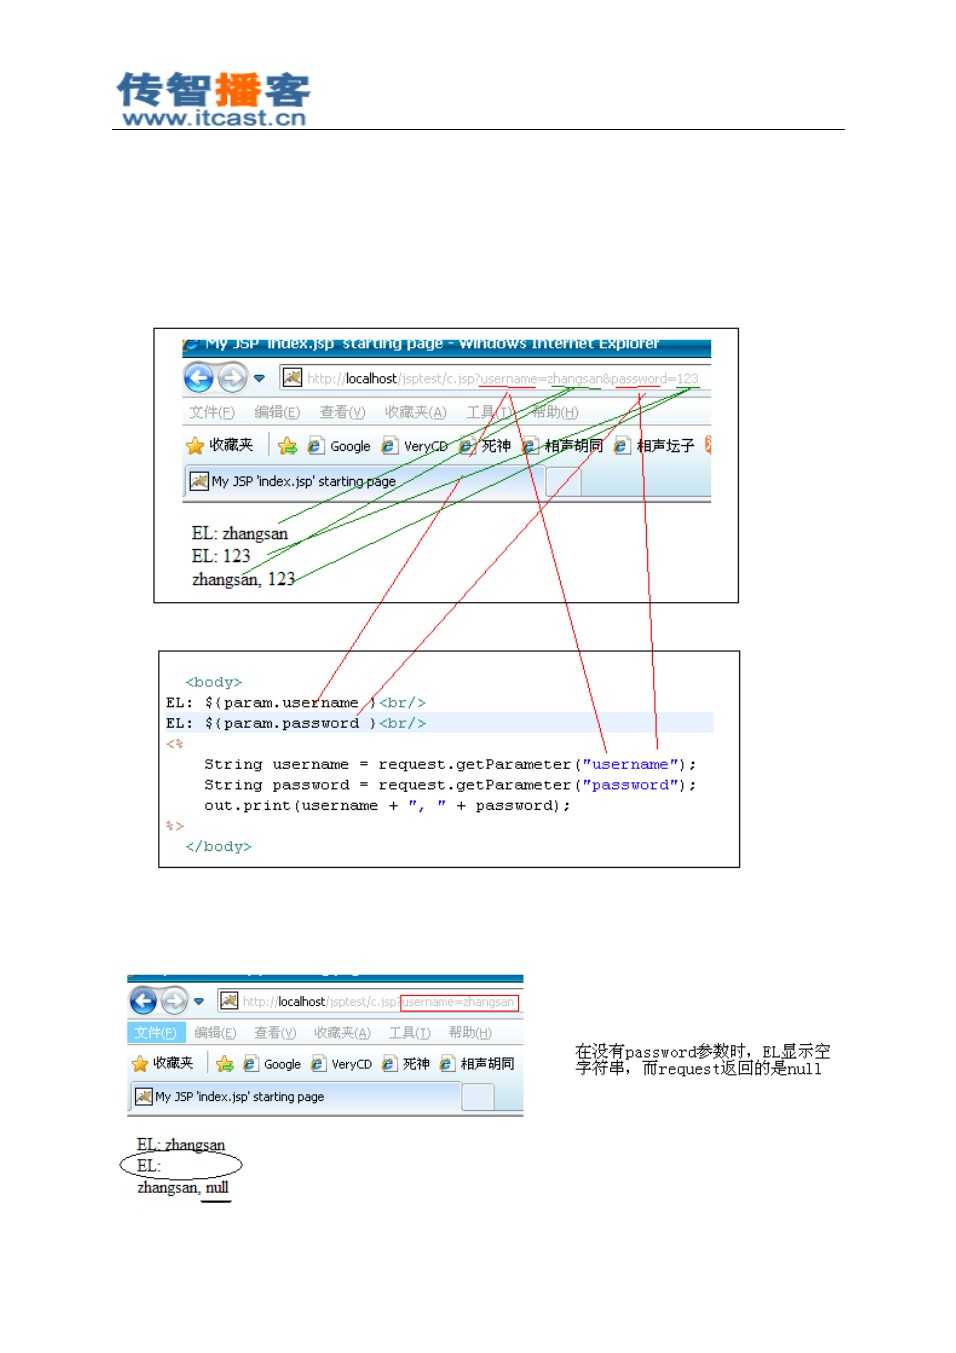 传智播客
www.itcast.cn
My JSP 'index.jsp' starting page - Windows Internet Explorer
http://localhost/jsptest/c.jsp?username=zhangsan&password=123
文件(F) 编辑(E) 查看(V) 收藏夹(A) 工具(T) 帮助(H)
收藏夹 Google VeryCD 死神 相声胡同 相声坛子
My JSP 'index.jsp' starting page
EL: zhangsan
EL: 123
zhangsan, 123
<body>
EL: ${param.username }<br/>
EL: ${param.password }<br/>
<%
String username = request.getParameter("username");
String password = request.getParameter("password");
out.print(username + ", " + password);
%>
</body>
http://localhost/jsptest/c.jsp?username=zhangsan
文件(F) 编辑(E) 查看(V) 收藏夹(A) 工具(T) 帮助(H)
收藏夹 Google VeryCD 死神 相声胡同
My JSP 'index.jsp' starting page
在没有password参数时，EL显示空
字符串，而request返回的是null
EL: zhangsan
EL:
zhangsan, null